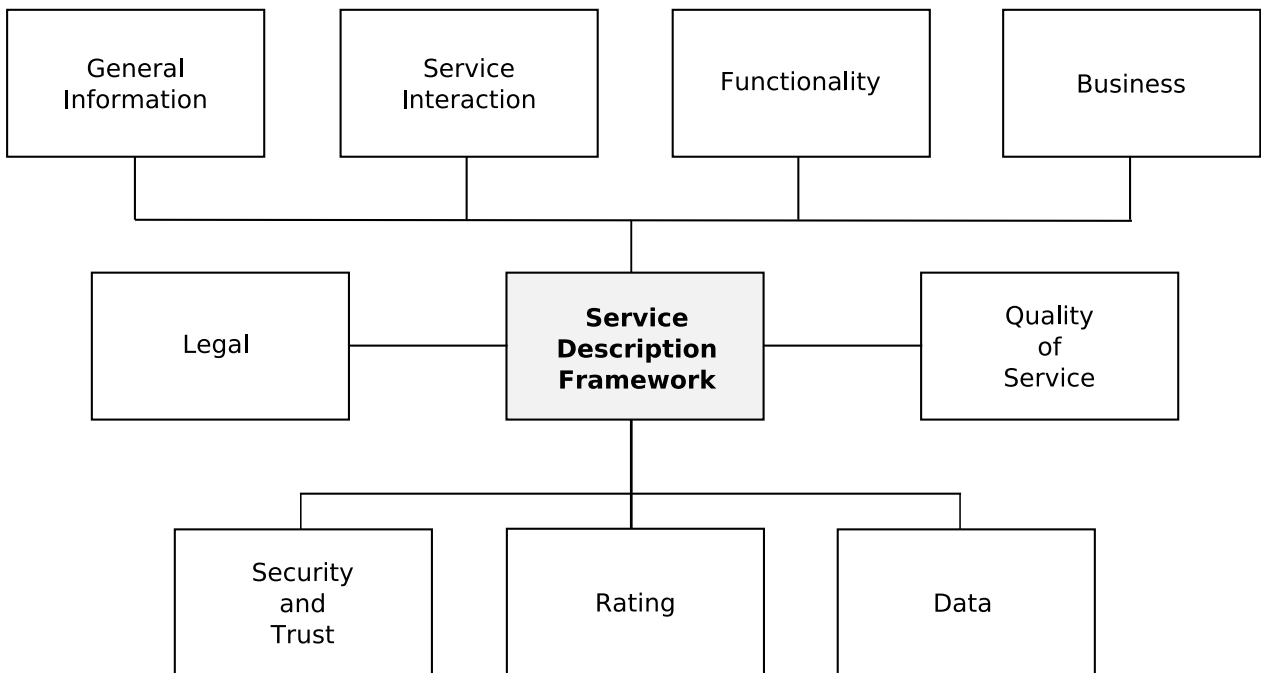 General
Information
Service
Interaction
Functionality
Business
Legal
Service
Description
Framework
Quality
of
Service
Security
and
Trust
Rating
Data